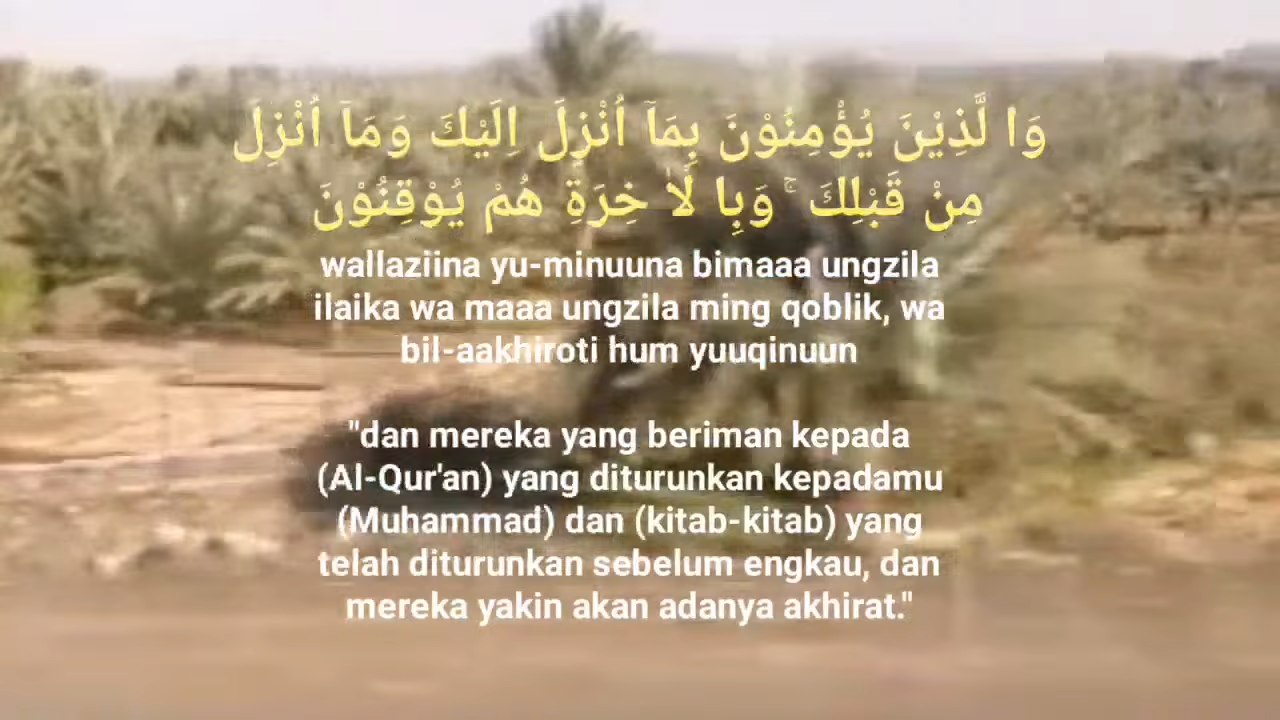 وَا لَّذِيْنَ يُؤْمِنُوْنَ بِمَاۤ اُنْزِلَ اِلَيْكَ وَمَاۤ اُنْزِلَ
مِنْ قَبْلِكَ ۚ وَبِا لْاٰ خِرَةِ هُمْ يُوْقِنُوْنَ
wallaziina yu-minuuna bimaaa ungzila
ilaika wa maaa ungzila ming qoblik, wa
bil-aakhiroti hum yuuqinuun
"dan mereka yang beriman kepada
(Al-Qur'an) yang diturunkan kepadamu
(Muhammad) dan (kitab-kitab) yang
telah diturunkan sebelum engkau, dan
mereka yakin akan adanya akhirat."